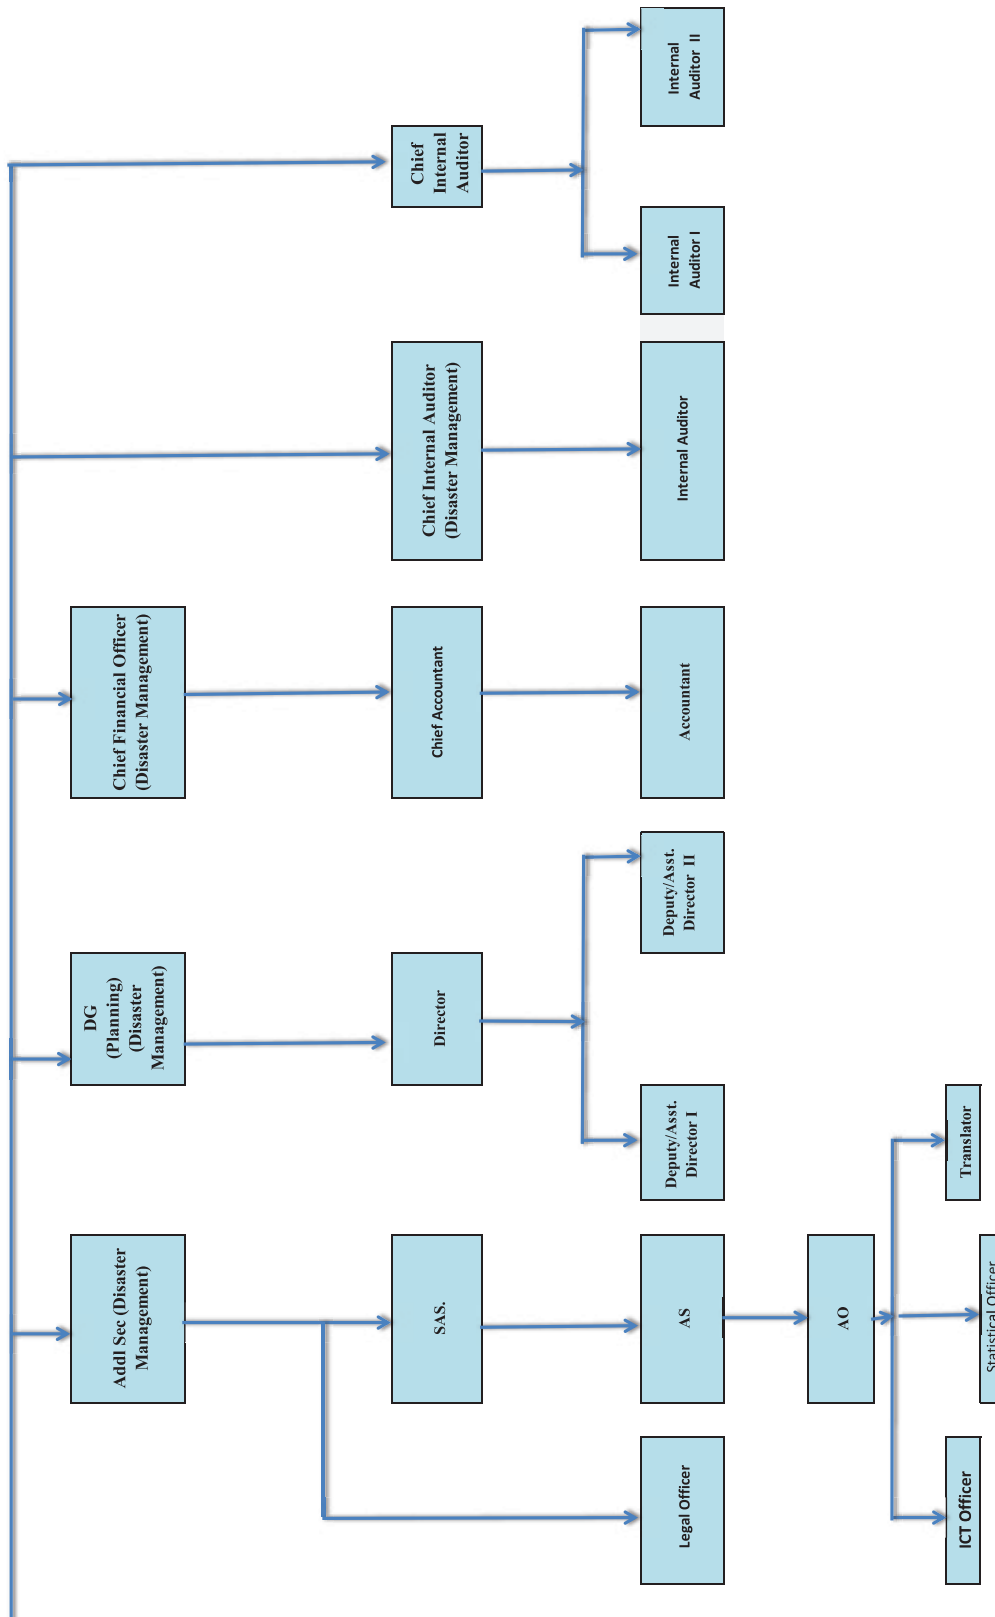 Addl Sec (Disaster
Management)
DG
(Planning)
(Disaster
Management)
Chief Financial Officer
(Disaster Management)
SAS.
Director
Chief Accountant
Chief Internal Auditor
(Disaster Management)
Chief
Internal
Auditor
Legal Officer
AS
Deputy/Asst.
Director I
Deputy/Asst.
Director II
Accountant
Internal Auditor
Internal
Auditor I
Internal
Auditor II
AO
ICT Officer
Statistical Officer
Translator